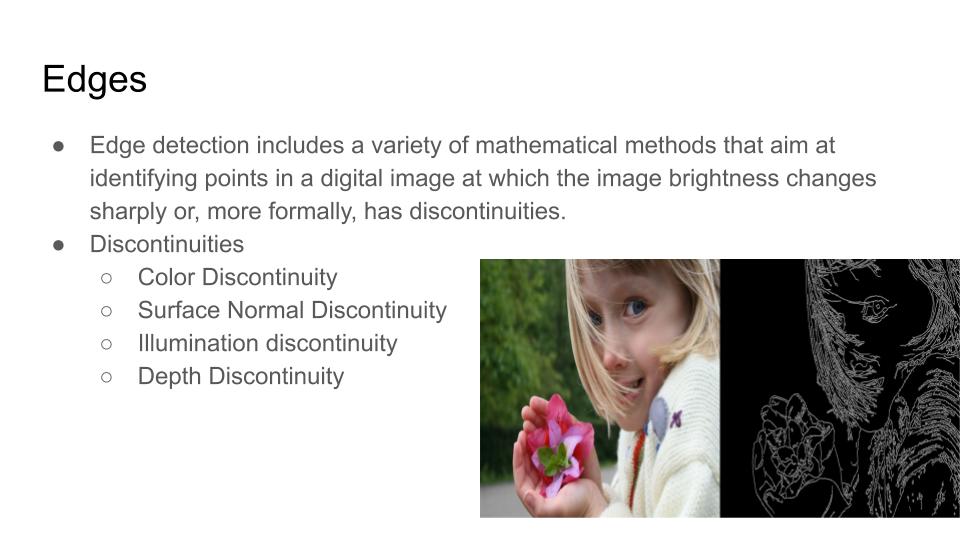 Edges
● Edge detection includes a variety of mathematical methods that aim at
identifying points in a digital image at which the image brightness changes
sharply or, more formally, has discontinuities.
● Discontinuities
○ Color Discontinuity
○ Surface Normal Discontinuity
○ Illumination discontinuity
○ Depth Discontinuity